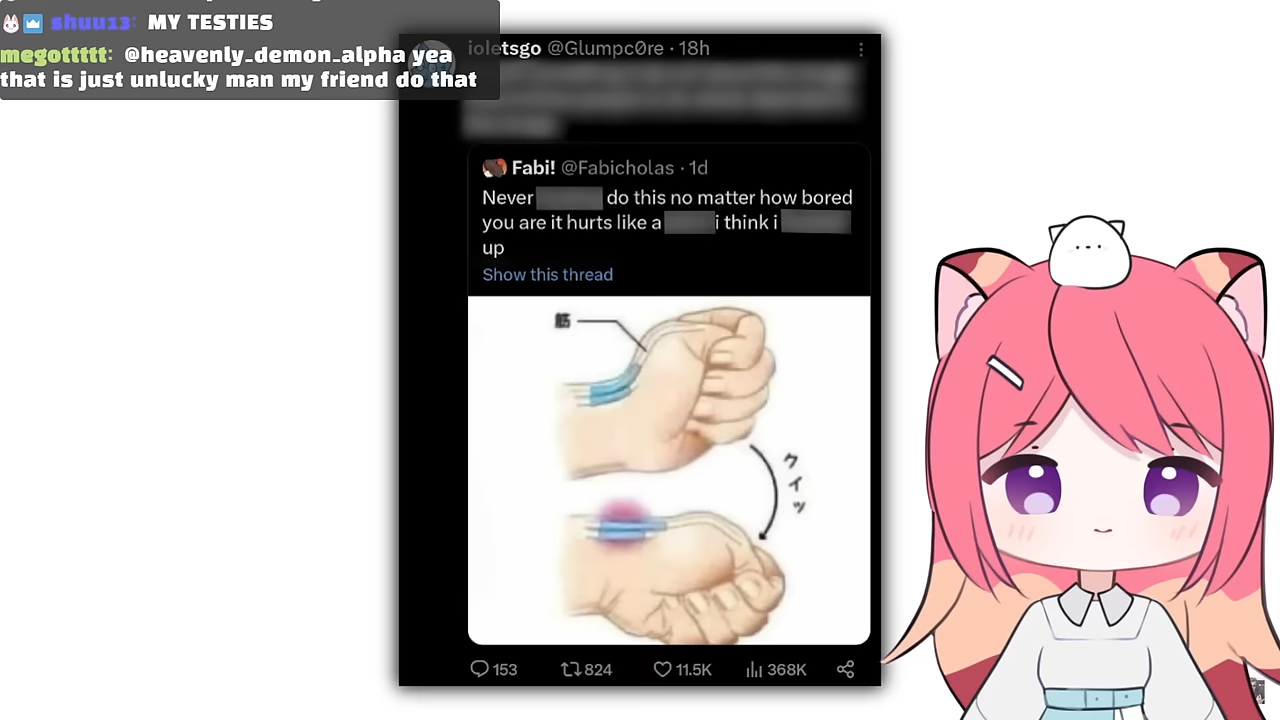 shuu13: MY TESTIES
megottttt: @heavenly_demon_alpha yea
that is just unlucky man my friend do that
ioletsgo @Glumpc0re · 18h
Fabi! @Fabicholas · 1d
Never do this no matter how bored
you are it hurts like a i think i
up
Show this thread
筋
クイッ
153 824 11.5K 368K